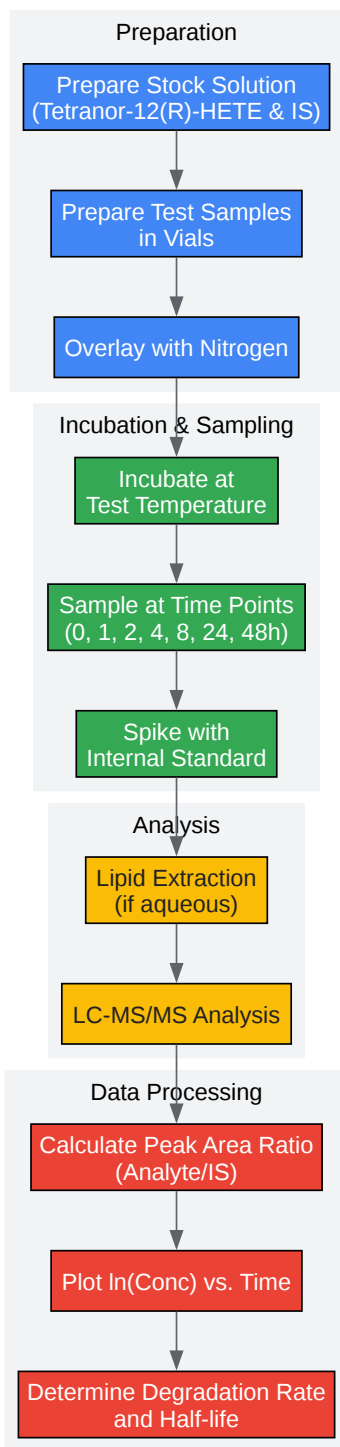 Preparation
Prepare Stock Solution
(Tetranor-12(R)-HETE & IS)
Prepare Test Samples
in Vials
Overlay with Nitrogen
Incubation & Sampling
Incubate at
Test Temperature
Sample at Time Points
(0, 1, 2, 4, 8, 24, 48h)
Spike with
Internal Standard
Analysis
Lipid Extraction
(if aqueous)
LC-MS/MS Analysis
Data Processing
Calculate Peak Area Ratio
(Analyte/IS)
Plot ln(Conc) vs. Time
Determine Degradation Rate
and Half-life